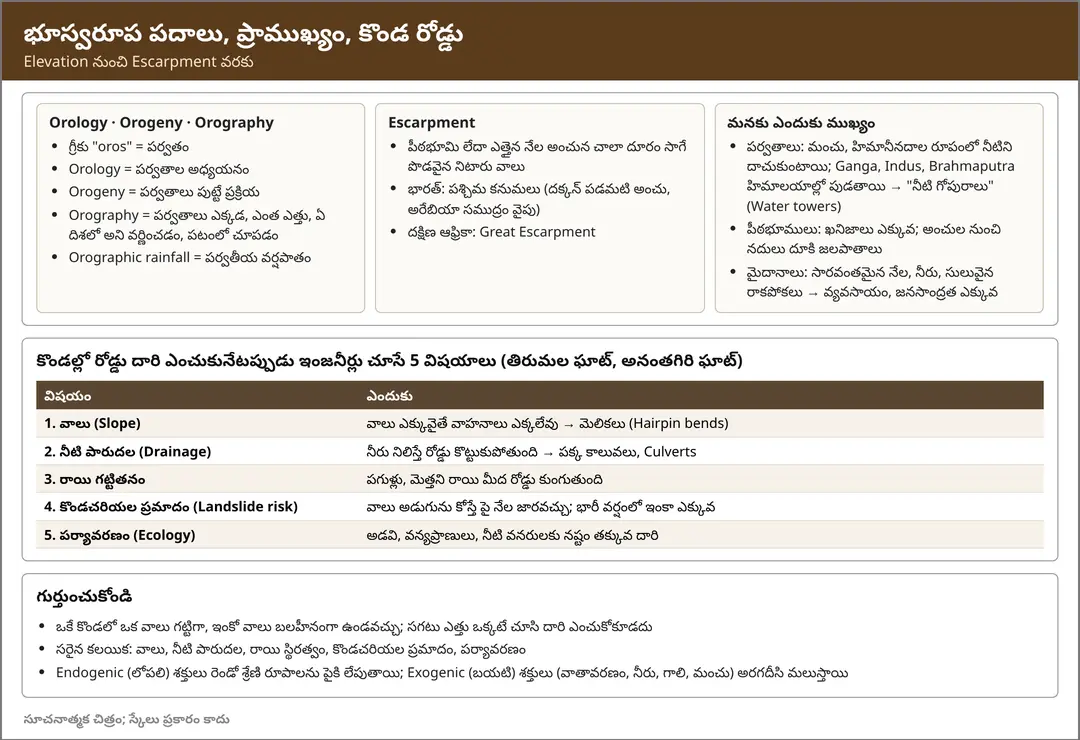 భూస్వరూప పదాలు, ప్రాముఖ్యం, కొండ రోడ్డు
Elevation నుంచి Escarpment వరకు
Orology · Orogeny · Orography
• గ్రీకు "oros" = పర్వతం
• Orology = పర్వతాల అధ్యయనం
• Orogeny = పర్వతాలు పుట్టే ప్రక్రియ
• Orography = పర్వతాలు ఎక్కడ, ఎంత ఎత్తు, ఏ
దిశలో అని వర్ణించడం, పటంలో చూపడం
• Orographic rainfall = పర్వతీయ వర్షపాతం
Escarpment
• పీఠభూమి లేదా ఎత్తైన నేల అంచున చాలా దూరం సాగే
పొడవైన నిటారు వాలు
• భారత్: పశ్చిమ కనుమలు (దక్కన్ పడమటి అంచు,
అరేబియా సముద్రం వైపు)
• దక్షిణ ఆఫ్రికా: Great Escarpment
మనకు ఎందుకు ముఖ్యం
• పర్వతాలు: మంచు, హిమానీనదాల రూపంలో నీటిని
దాచుకుంటాయి; Ganga, Indus, Brahmaputra
హిమాలయాల్లో పుడతాయి → "నీటి గోపురాలు"
(Water towers)
• పీఠభూములు: ఖనిజాలు ఎక్కువ; అంచుల నుంచి
నదులు దూకి జలపాతాలు
• మైదానాలు: సారవంతమైన నేల, నీరు, సులువైన
రాకపోకలు → వ్యవసాయం, జనసాంద్రత ఎక్కువ
కొండల్లో రోడ్డు దారి ఎంచుకునేటప్పుడు ఇంజనీర్లు చూసే 5 విషయాలు (తిరుమల ఘాట్, అనంతగిరి ఘాట్)
విషయం ఎందుకు
1. వాలు (Slope) వాలు ఎక్కువైతే వాహనాలు ఎక్కలేవు → మెలికలు (Hairpin bends)
2. నీటి పారుదల (Drainage) నీరు నిలిస్తే రోడ్డు కొట్టుకుపోతుంది → పక్క కాలువలు, Culverts
3. రాయి గట్టితనం పగుళ్లు, మెత్తని రాయి మీద రోడ్డు కుంగుతుంది
4. కొండచరియల ప్రమాదం (Landslide risk) వాలు అడుగును కోస్తే పై నేల జారవచ్చు; భారీ వర్షంలో ఇంకా ఎక్కువ
5. పర్యావరణం (Ecology) అడవి, వన్యప్రాణులు, నీటి వనరులకు నష్టం తక్కువ దారి
గుర్తుంచుకోండి
• ఒకే కొండలో ఒక వాలు గట్టిగా, ఇంకో వాలు బలహీనంగా ఉండవచ్చు; సగటు ఎత్తు ఒక్కటే చూసి దారి ఎంచుకోకూడదు
• సరైన కలయిక: వాలు, నీటి పారుదల, రాయి స్థిరత్వం, కొండచరియల ప్రమాదం, పర్యావరణం
• Endogenic (లోపలి) శక్తులు రెండో శ్రేణి రూపాలను పైకి లేపుతాయి; Exogenic (బయటి) శక్తులు (వాతావరణం, నీరు, గాలి, మంచు) అరగదీసి మలుస్తాయి
సూచనాత్మక చిత్రం; స్కేలు ప్రకారం కాదు